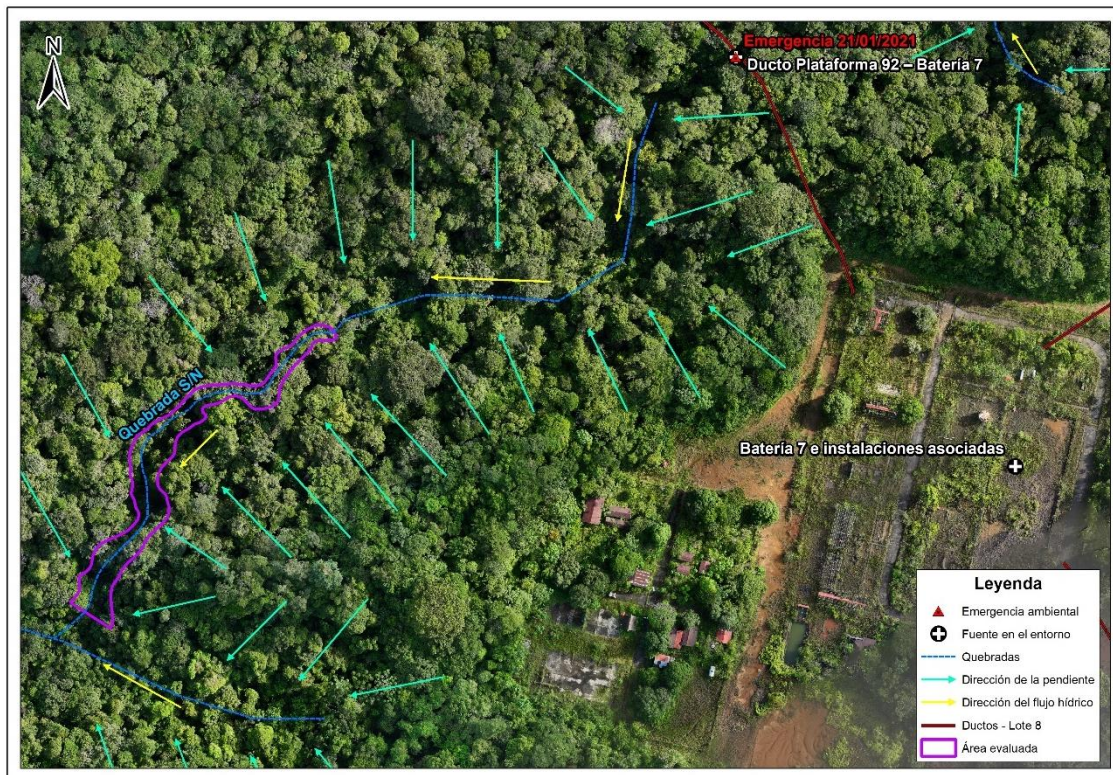 N
Emergencia 21/01/2021
Ducto Plataforma 92 – Batería 7
Quebrada S/N
Batería 7 e instalaciones asociadas
Leyenda
Emergencia ambiental
Fuente en el entorno
Quebradas
Dirección de la pendiente
Dirección del flujo hídrico
Ductos - Lote 8
Área evaluada